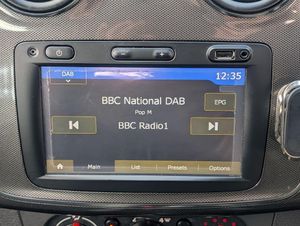 DAB
12:35
BBC National DAB
Pop M
EPG
BBC Radio1
Main
List
Presets
Options